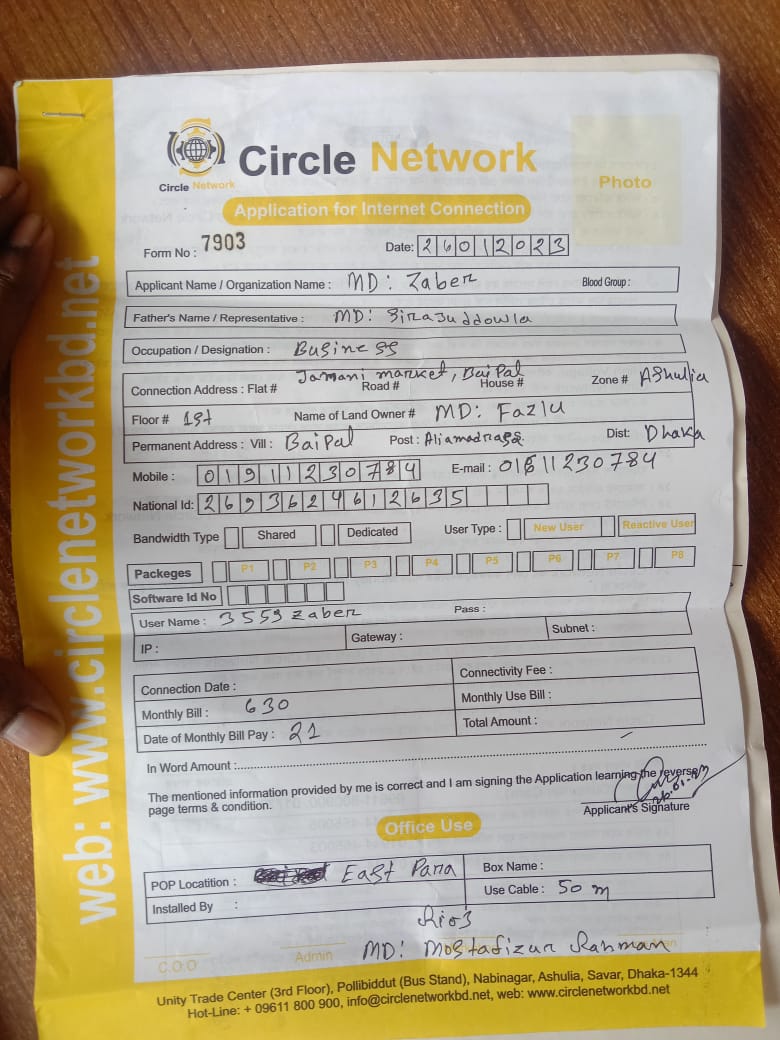 web: www.circlenetworkbd.net
Circle Network
Circle Network
Photo
Application for Internet Connection
Form No : 7903 Date: 26012023
Applicant Name / Organization Name : MD: Zaber Blood Group :
Father's Name / Representative : MD: Sirazuddowla
Occupation / Designation : Business
Connection Address : Flat # Jamani market, BaiPal Road # House # Zone # AShulia
Floor # 1st Name of Land Owner # MD: Fazlu
Permanent Address : Vill : BaiPal Post : Dist: Dhaka
Mobile : 01911230784 E-mail : 01811230784
National Id: 2693624612635
Bandwidth Type Shared Dedicated User Type : New User Reactive User
Packeges P1 P2 P3 P4 P5 P6 P7 P8
Software Id No
User Name : 3559 zaber Pass :
IP : Gateway : Subnet :
Connection Date : Connectivity Fee :
Monthly Bill : 630 Monthly Use Bill :
Date of Monthly Bill Pay : 21 Total Amount :
In Word Amount :
The mentioned information provided by me is correct and I am signing the Application learning the reverse
page terms & condition.
Applicant's Signature
Office Use
POP Locatition : East Para Box Name :
Installed By : Use Cable : 50 m
MD: Mostafizur Rahman
C.O.O Admin
Unity Trade Center (3rd Floor), Pollibiddut (Bus Stand), Nabinagar, Ashulia, Savar, Dhaka-1344
Hot-Line: + 09611 800 900, info@circlenetworkbd.net, web: www.circlenetworkbd.net